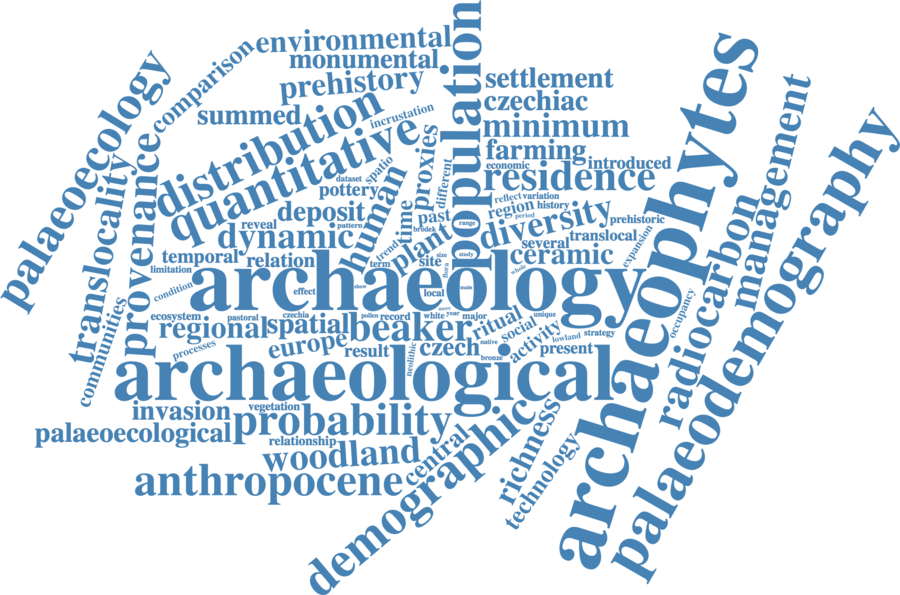 environmental
monumental
prehistory
summed
comparison
palaeoecology
distribution
quantitative
incrustation
population
settlement
czechiac
minimum
farming
economic
introduced
residence
archaeophytes
management
palaeodemography
radiocarbon
translocality
provenance
dataset
spatio
pottery
human
proxies
different
time
past
brodek
plant
range
reflect
variation
region
history
period
diversity
prehistoric
deposit
reveal
pattern
dynamic
several
translocal
temporal
relation
trend
term
site
size
study
ceramic
expansion
limitation
flora
whole
archaeology
condition
effect
show
local
main
communities
ecosystem
pastoral
czechia
pollen
record
white
year
major
unique
ritual
regional
spatial
beaker
social
occupancy
processes
europe
result
neolithic
czech
native
bronze
activity
lowland
strategy
present
archaeological
invasion
vegetation
probability
palaeoecological
relationship
woodland
central
demographic
richness
technology
anthropocene